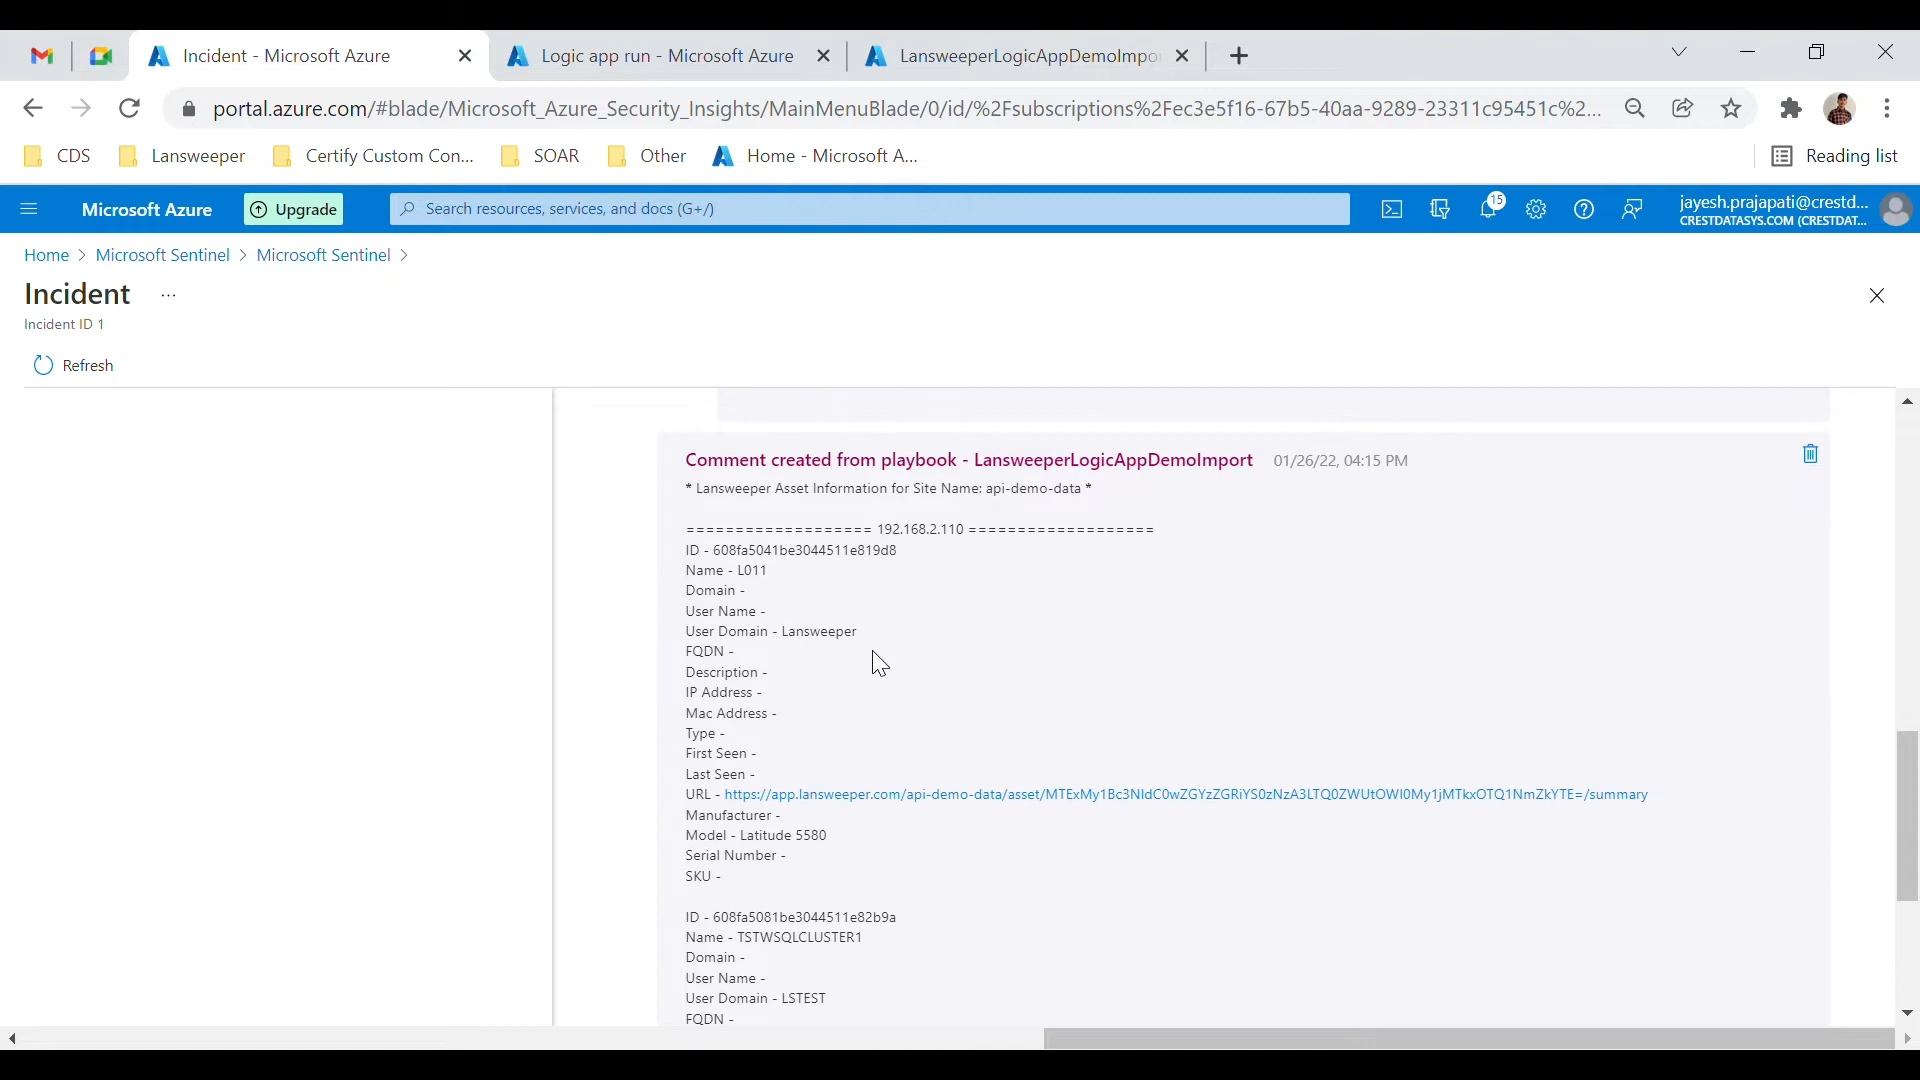 Incident - Microsoft Azure
Logic app run - Microsoft Azure
LansweeperLogicAppDemoImpor
portal.azure.com/#blade/Microsoft_Azure_Security_Insights/MainMenuBlade/0/id/%2Fsubscriptions%2Fec3e5f16-67b5-40aa-9289-23311c95451c%2...
CDS
Lansweeper
Certify Custom Con...
SOAR
Other
Home - Microsoft A...
Reading list
Microsoft Azure
Upgrade
Search resources, services, and docs (G+/)
15
jayesh.prajapati@crestd...
CRESTDATASYS.COM (CRESTDAT...
Home > Microsoft Sentinel > Microsoft Sentinel >
Incident ...
Incident ID 1
Refresh
Comment created from playbook - LansweeperLogicAppDemoImport 01/26/22, 04:15 PM
* Lansweeper Asset Information for Site Name: api-demo-data *
=================== 192.168.2.110 ===================
ID - 608fa5041be3044511e819d8
Name - L011
Domain -
User Name -
User Domain - Lansweeper
FQDN -
Description -
IP Address -
Mac Address -
Type -
First Seen -
Last Seen -
URL - https://app.lansweeper.com/api-demo-data/asset/MTExMy1Bc3NldC0wZGYzZGRiYS0zNzA3LTQ0ZWUtOWI0My1jMTkxOTQ1NmZkYTE=/summary
Manufacturer -
Model - Latitude 5580
Serial Number -
SKU -
ID - 608fa5081be3044511e82b9a
Name - TSTWSQLCLUSTER1
Domain -
User Name -
User Domain - LSTEST
FQDN -